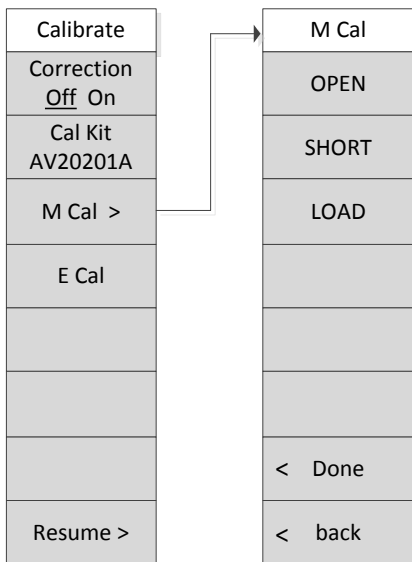 Calibrate
Correction
Off On
Cal Kit
AV20201A
M Cal >
E Cal
Resume >
M Cal
OPEN
SHORT
LOAD
< Done
< back